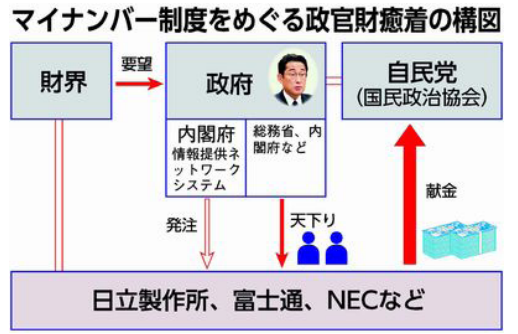 マイナンバー制度をめぐる政官財癒着の構図
財界
要望
政府
自民党
(国民政治協会)
内閣府
情報提供ネ
ットワーク
システム
総務省、内
閣府など
発注
天下り
献金
日立製作所、富士通、NECなど